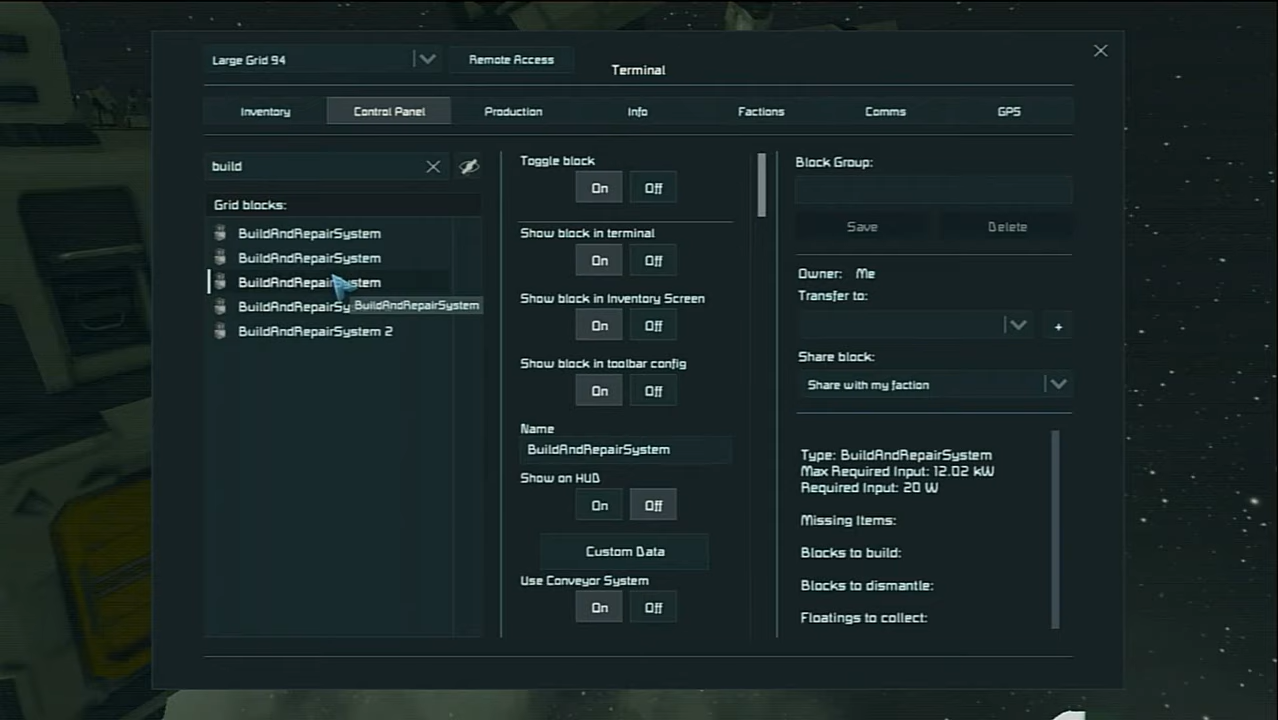 Large Grid 94
Remote Access
Terminal
Inventory
Control Panel
Production
Info
Factions
Comms
GPS
build
Grid blocks:
BuildAndRepairSystem
BuildAndRepairSystem
BuildAndRepairSystem
BuildAndRepairSy
BuildAndRepairSystem
BuildAndRepairSystem 2
Toggle block
On Off
Show block in terminal
On Off
Show block in Inventory Screen
On Off
Show block in toolbar config
On Off
Name
BuildAndRepairSystem
Show on HUD
On Off
Custom Data
Use Conveyor System
On Off
Block Group:
Save Delete
Owner: Me
Transfer to:
+
Share block:
Share with my faction
Type: BuildAndRepairSystem
Max Required Input: 12.02 kW
Required Input: 20 W
Missing Items:
Blocks to build:
Blocks to dismantle:
Floatings to collect: